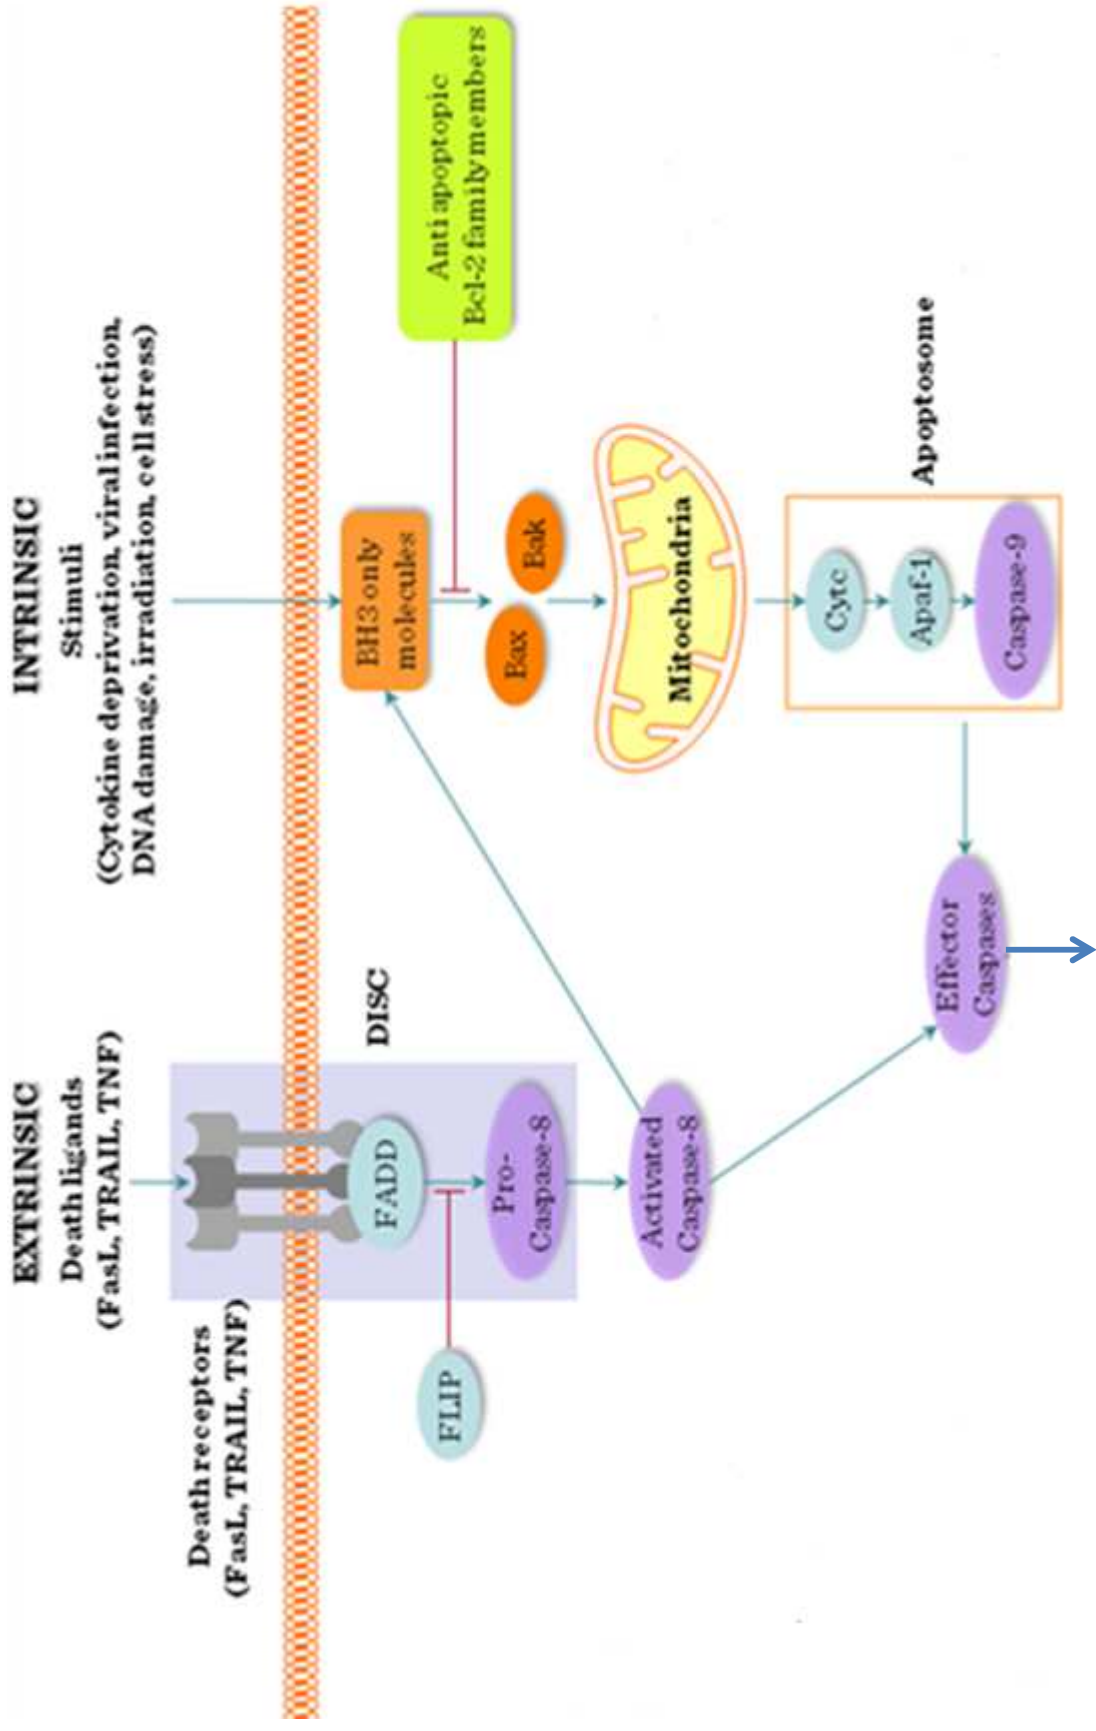 EXTRINSIC
Death ligands
(FasL, TRAIL, TNF)
INTRINSIC
Stimuli
(Cytokine deprivation, viral infection,
DNA damage, irradiation, cell stress)
Death receptors
(FasL, TRAIL, TNF)
DISC
FADD
FLIP
Pro-
Caspase-8
Activated
Caspase-8
BH3 only
molecules
Anti apoptopic
Bcl-2 family members
Bax
Bak
Mitochondria
Cytc
Apaf-1
Caspase-9
Apoptosome
Effector
Caspases